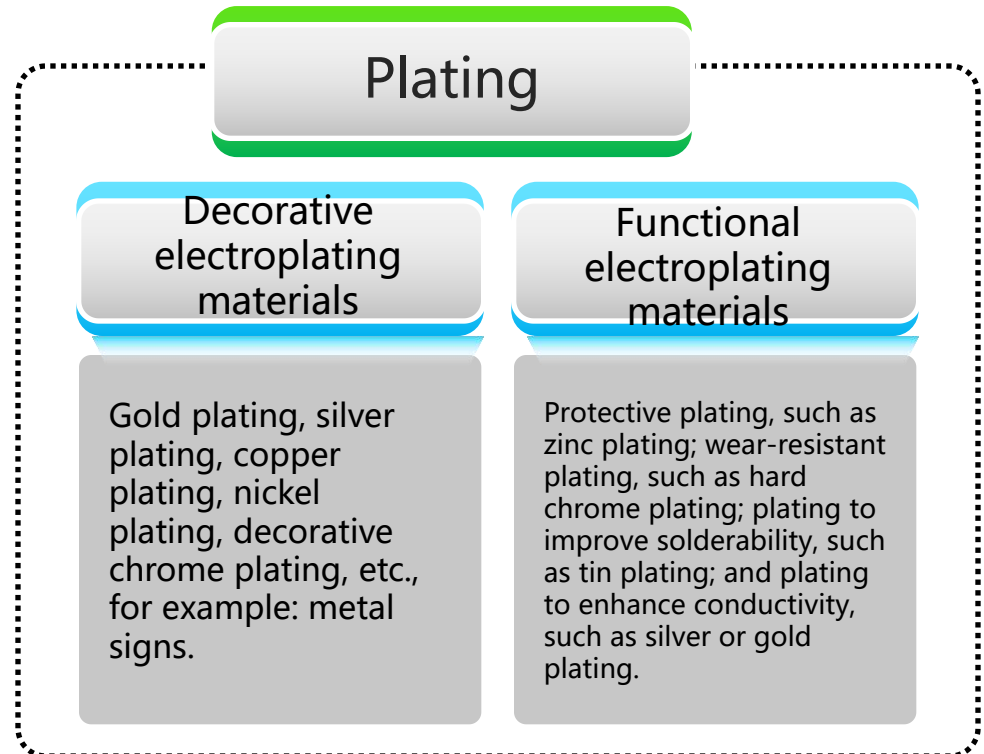 Plating
Decorative
electroplating
materials
Functional
electroplating
materials
Gold plating, silver
plating, copper
plating, nickel
plating, decorative
chrome plating, etc.,
for example: metal
signs.
Protective plating, such as
zinc plating; wear-resistant
plating, such as hard
chrome plating; plating to
improve solderability, such
as tin plating; and plating
to enhance conductivity,
such as silver or gold
plating.